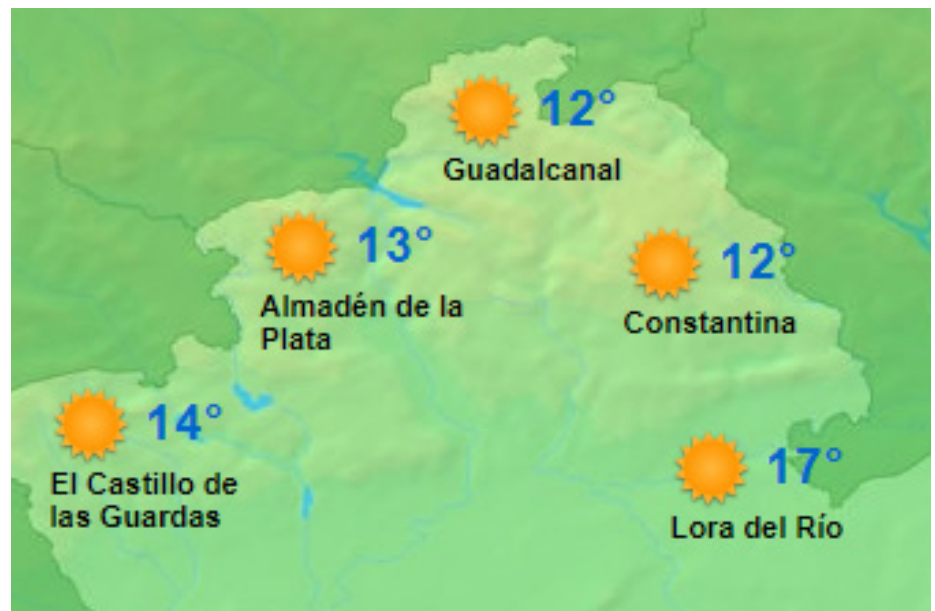 12°
Guadalcanal
13°
Almadén de la
Plata
12°
Constantina
14°
El Castillo de
las Guardas
17°
Lora del Río